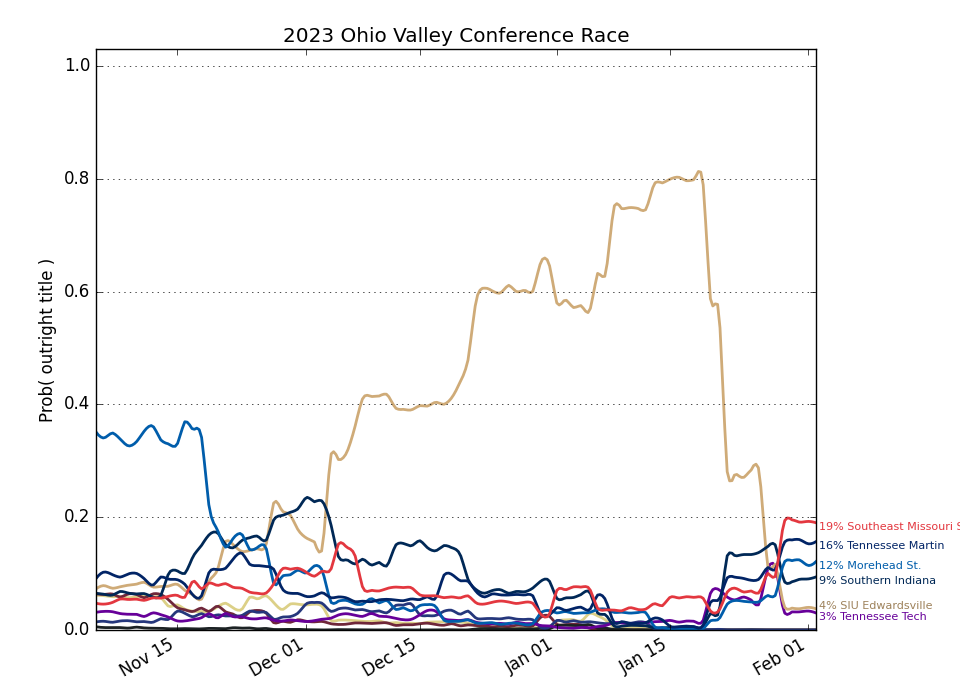 2023 Ohio Valley Conference Race
Prob( outright title )
1.0
0.8
0.6
0.4
0.2
0.0
Nov 15
Dec 01
Dec 15
Jan 01
Jan 15
Feb 01
19% Southeast Missouri S
16% Tennessee Martin
12% Morehead St.
9% Southern Indiana
4% SIU Edwardsville
3% Tennessee Tech